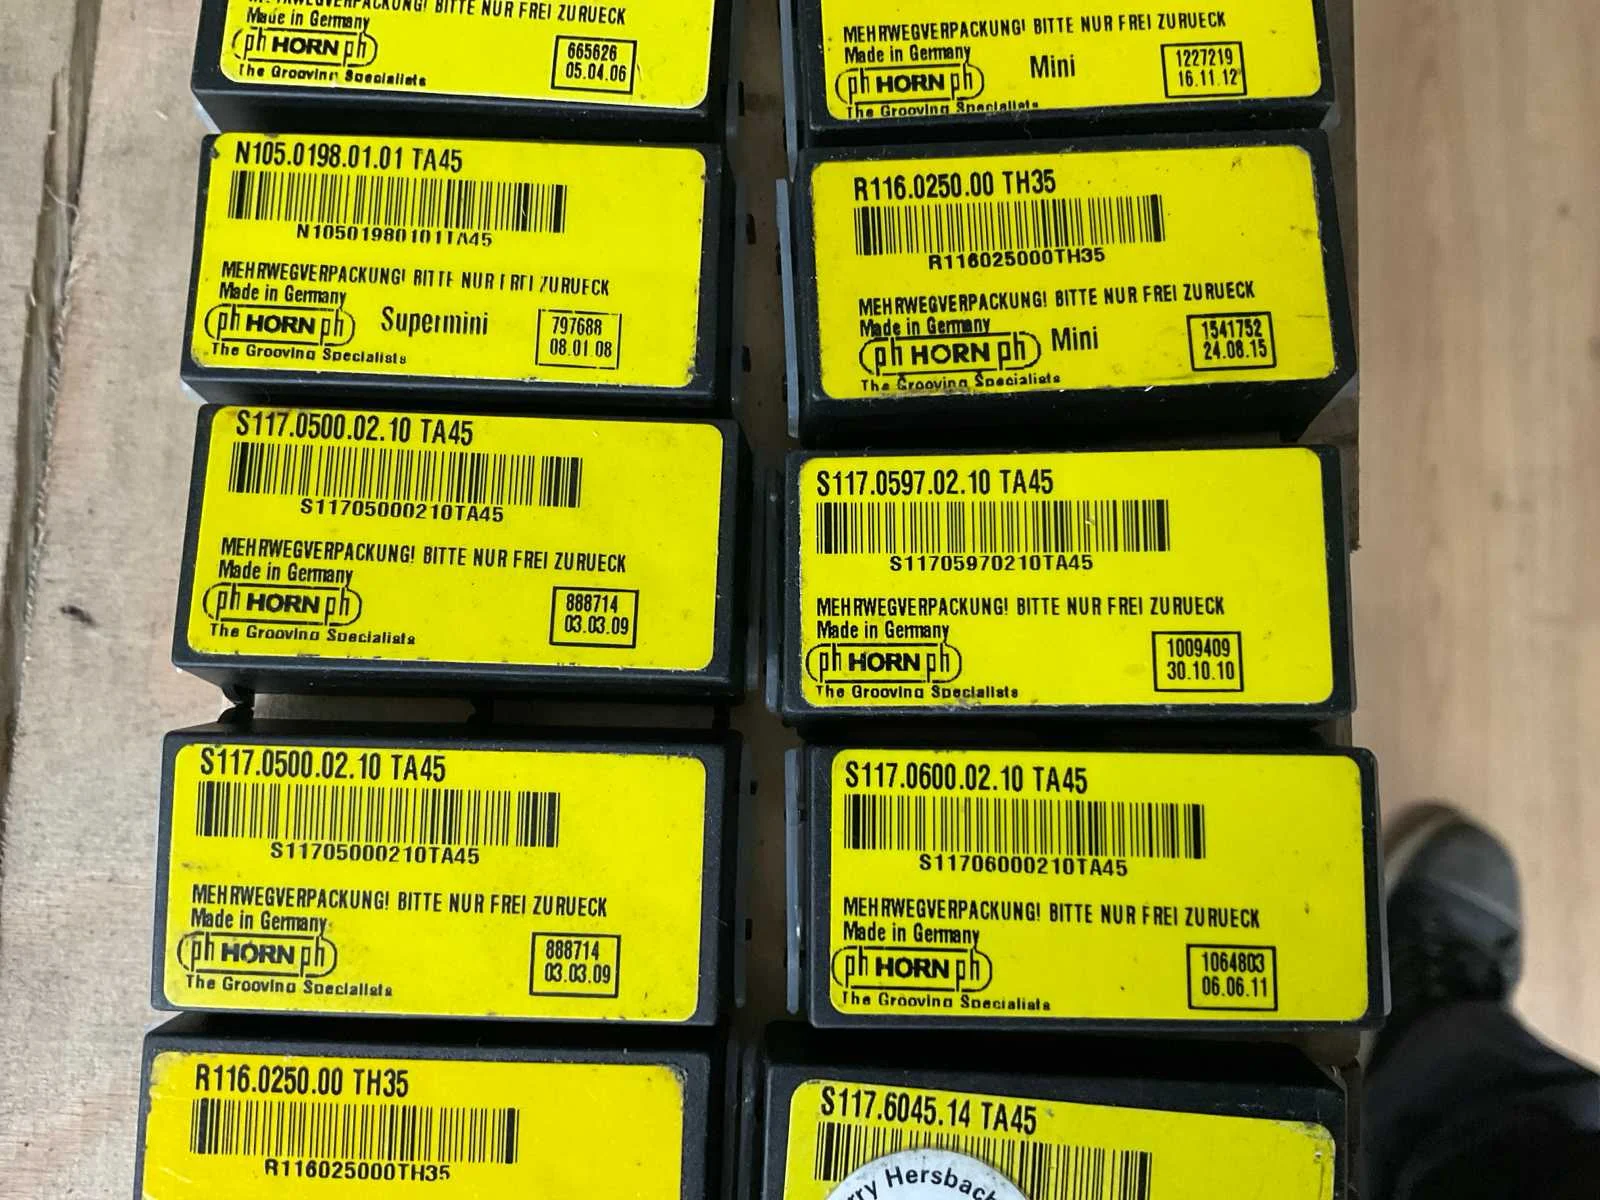 MEHRWEGVERPACKUNG! BITTE NUR FREI ZURUECK
Made in Germany
ph HORN ph
The Grooving Specialists
665626
05.04.06
N105.0198.01.01 TA45
N10501980101TA45
MEHRWEGVERPACKUNG! BITTE NUR FREI ZURUECK
Made in Germany
ph HORN ph Supermini
The Grooving Specialists
797688
08.01.08
S117.0500.02.10 TA45
S11705000210TA45
MEHRWEGVERPACKUNG! BITTE NUR FREI ZURUECK
Made in Germany
ph HORN ph
The Grooving Specialists
888714
03.03.09
S117.0500.02.10 TA45
S11705000210TA45
MEHRWEGVERPACKUNG! BITTE NUR FREI ZURUECK
Made in Germany
ph HORN ph
The Grooving Specialists
888714
03.03.09
R116.0250.00 TH35
R116025000TH35
MEHRWEGVERPACKUNG! BITTE NUR FREI ZURUECK
Made in Germany
ph HORN ph Mini
The Grooving Specialists
1227219
16.11.12
R116.0250.00 TH35
R116025000TH35
MEHRWEGVERPACKUNG! BITTE NUR FREI ZURUECK
Made in Germany
ph HORN ph Mini
The Grooving Specialists
1541752
24.08.15
S117.0597.02.10 TA45
S11705970210TA45
MEHRWEGVERPACKUNG! BITTE NUR FREI ZURUECK
Made in Germany
ph HORN ph
The Grooving Specialists
1009409
30.10.10
S117.0600.02.10 TA45
S11706000210TA45
MEHRWEGVERPACKUNG! BITTE NUR FREI ZURUECK
Made in Germany
ph HORN ph
The Grooving Specialists
1064803
06.06.11
S117.6045.14 TA45